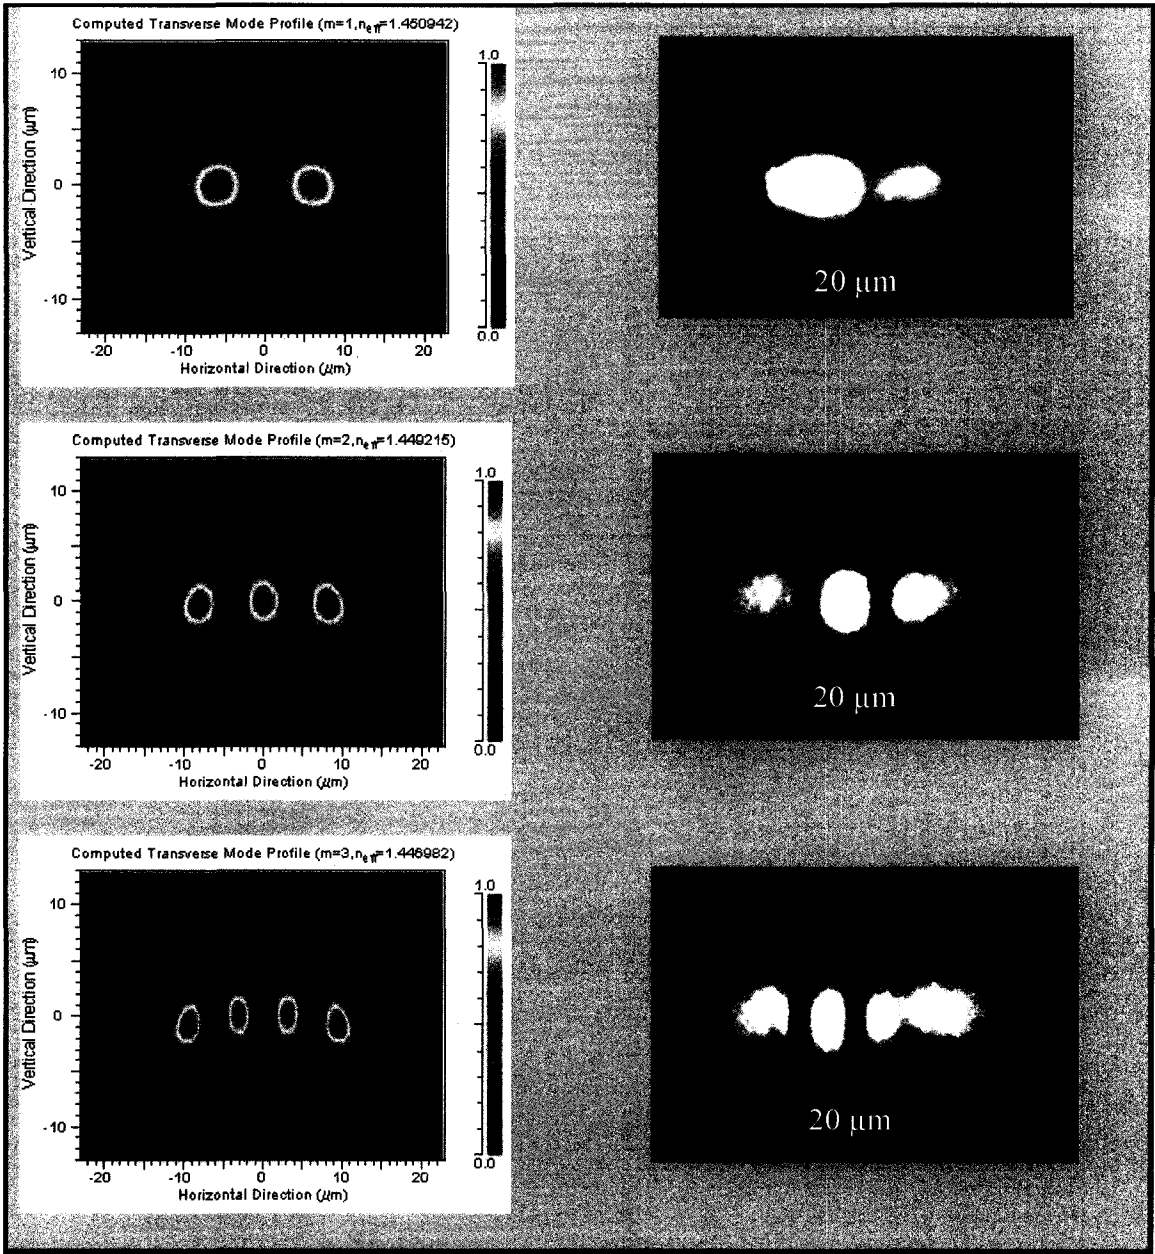 Computed Transverse Mode Profile (m=1,neff=1.450942)
1.0
10
0
-10
Vertical Direction (μm)
0.0
-20 -10 0 10 20
Horizontal Direction (μm)
20 μm
Computed Transverse Mode Profile (m=2,neff=1.449215)
1.0
10
0
-10
Vertical Direction (μm)
0.0
-20 -10 0 10 20
Horizontal Direction (μm)
20 μm
Computed Transverse Mode Profile (m=3,neff=1.446982)
1.0
10
0
-10
Vertical Direction (μm)
0.0
-20 -10 0 10 20
Horizontal Direction (μm)
20 μm